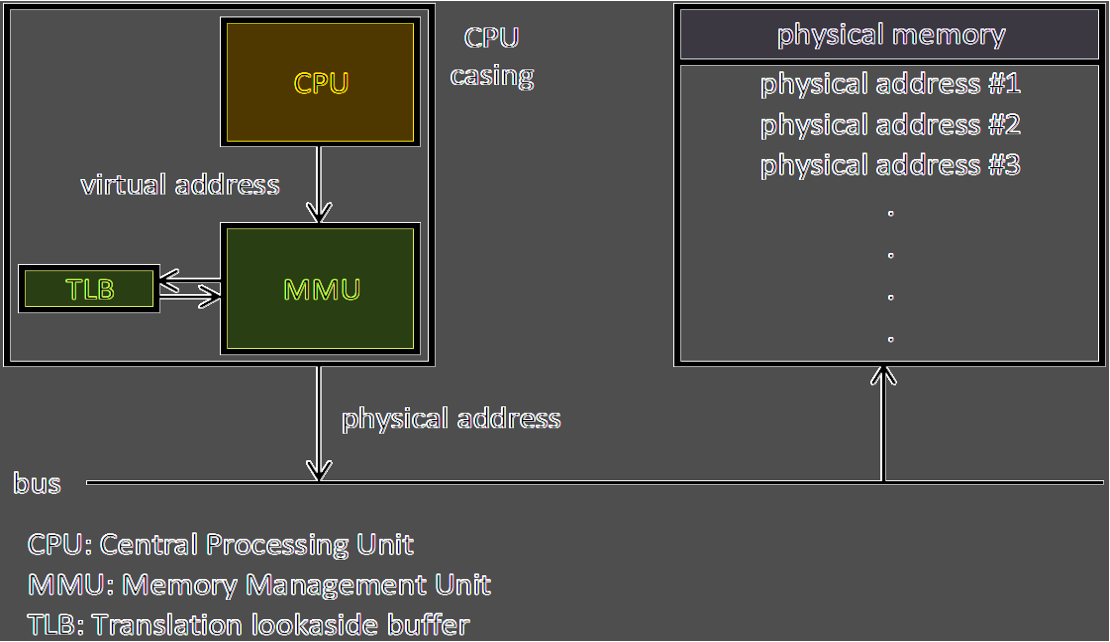 CPU
CPU
casing
physical memory
physical address #1
physical address #2
physical address #3
virtual address
TLB
MMU
physical address
bus
CPU: Central Processing Unit
MMU: Memory Management Unit
TLB: Translation lookaside buffer